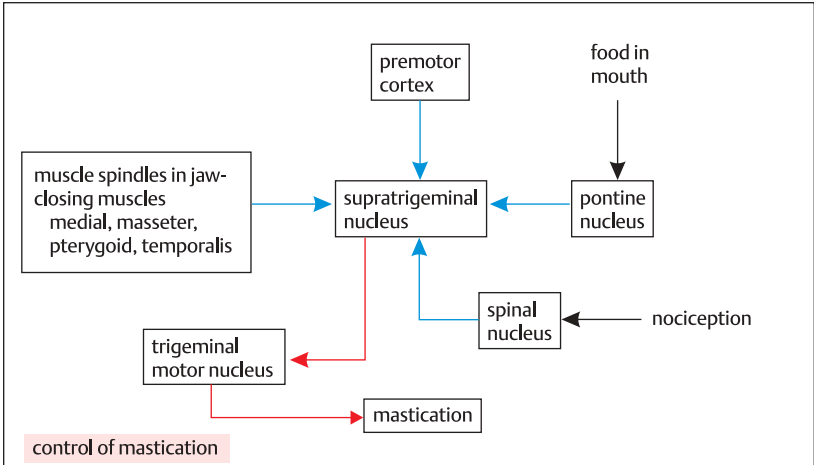 premotor
cortex
food in
mouth
muscle spindles in jaw-
closing muscles
medial, masseter,
pterygoid, temporalis
supratrigeminal
nucleus
pontine
nucleus
spinal
nucleus
nociception
trigeminal
motor nucleus
mastication
control of mastication